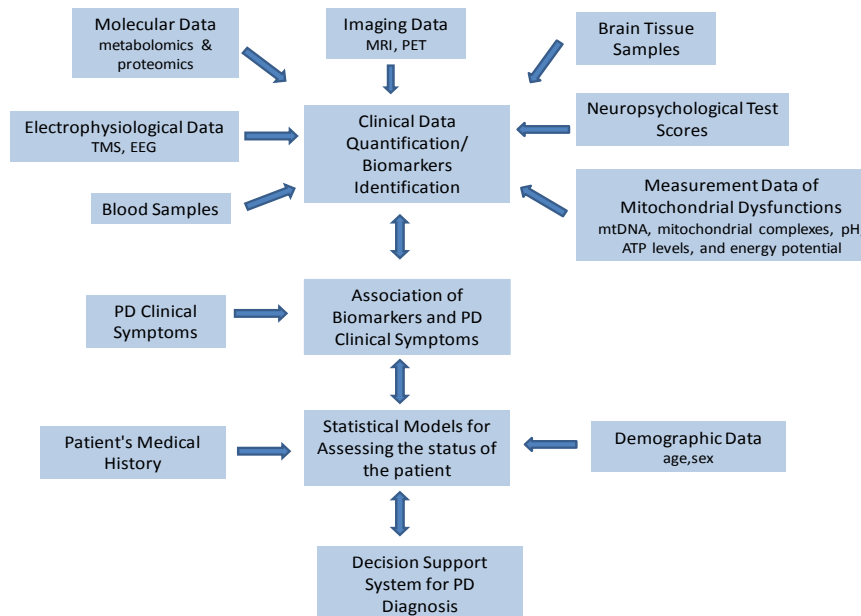 Molecular Data
metabolomics &
proteomics
Imaging Data
MRI, PET
Brain Tissue
Samples
Electrophysiological Data
TMS, EEG
Clinical Data
Quantification/
Biomarkers
Identification
Neuropsychological Test
Scores
Blood Samples
Measurement Data of
Mitochondrial Dysfunctions
mtDNA, mitochondrial complexes, pH,
ATP levels, and energy potential
PD Clinical
Symptoms
Association of
Biomarkers and PD
Clinical Symptoms
Patient's Medical
History
Statistical Models for
Assessing the status of
the patient
Demographic Data
age,sex
Decision Support
System for PD
Diagnosis